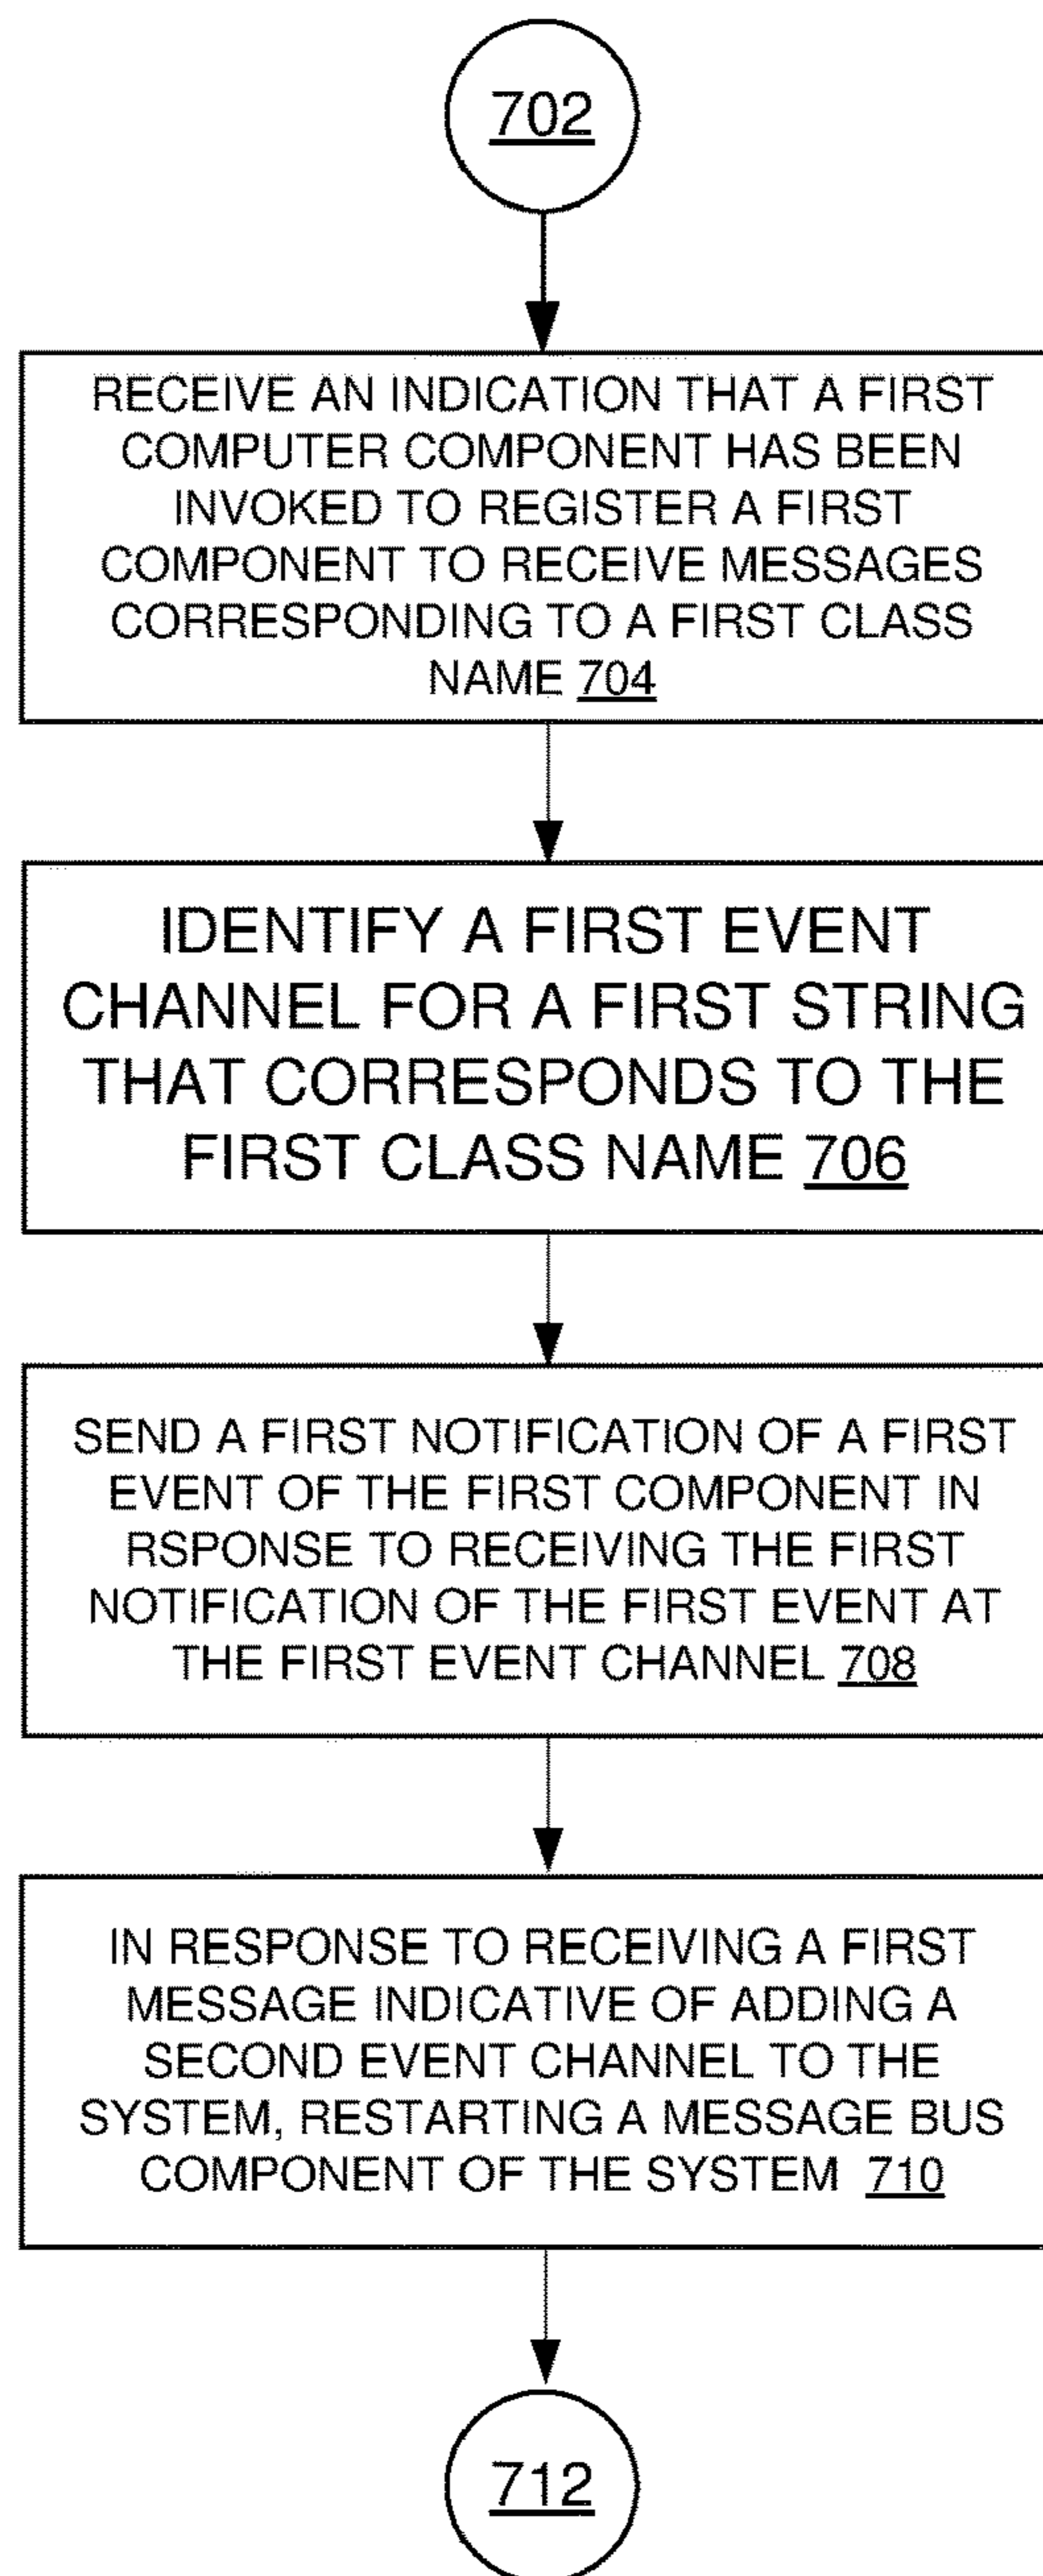 702
RECEIVE AN INDICATION THAT A FIRST
COMPUTER COMPONENT HAS BEEN
INVOKED TO REGISTER A FIRST
COMPONENT TO RECEIVE MESSAGES
CORRESPONDING TO A FIRST CLASS
NAME 704
IDENTIFY A FIRST EVENT
CHANNEL FOR A FIRST STRING
THAT CORRESPONDS TO THE
FIRST CLASS NAME 706
SEND A FIRST NOTIFICATION OF A FIRST
EVENT OF THE FIRST COMPONENT IN
RSPONSE TO RECEIVING THE FIRST
NOTIFICATION OF THE FIRST EVENT AT
THE FIRST EVENT CHANNEL 708
IN RESPONSE TO RECEIVING A FIRST
MESSAGE INDICATIVE OF ADDING A
SECOND EVENT CHANNEL TO THE
SYSTEM, RESTARTING A MESSAGE BUS
COMPONENT OF THE SYSTEM 710
712